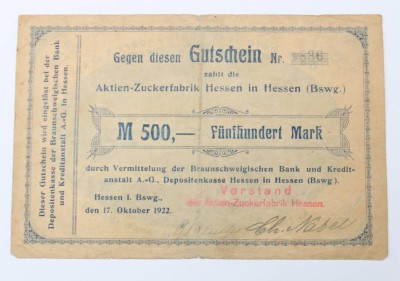 Dieser Gutschein wird eingelöst bei der
Depositenkasse der Braunschweigischen Bank
und Kreditanstalt A.-G. in Hessen.
Gegen diesen Gutschein Nr.
zahlt die
Aktien-Zuckerfabrik Hessen in Hessen (Bswg.)
M 500,— Fünfhundert Mark
durch Vermittelung der Braunschweigischen Bank und Kredit-
anstalt A.-G., Depositenkasse Hessen in Hessen (Bswg.)
Hessen i. Bswg.,
den 17. Oktober 1922.
Vorstand
der Aktien-Zuckerfabrik Hessen.